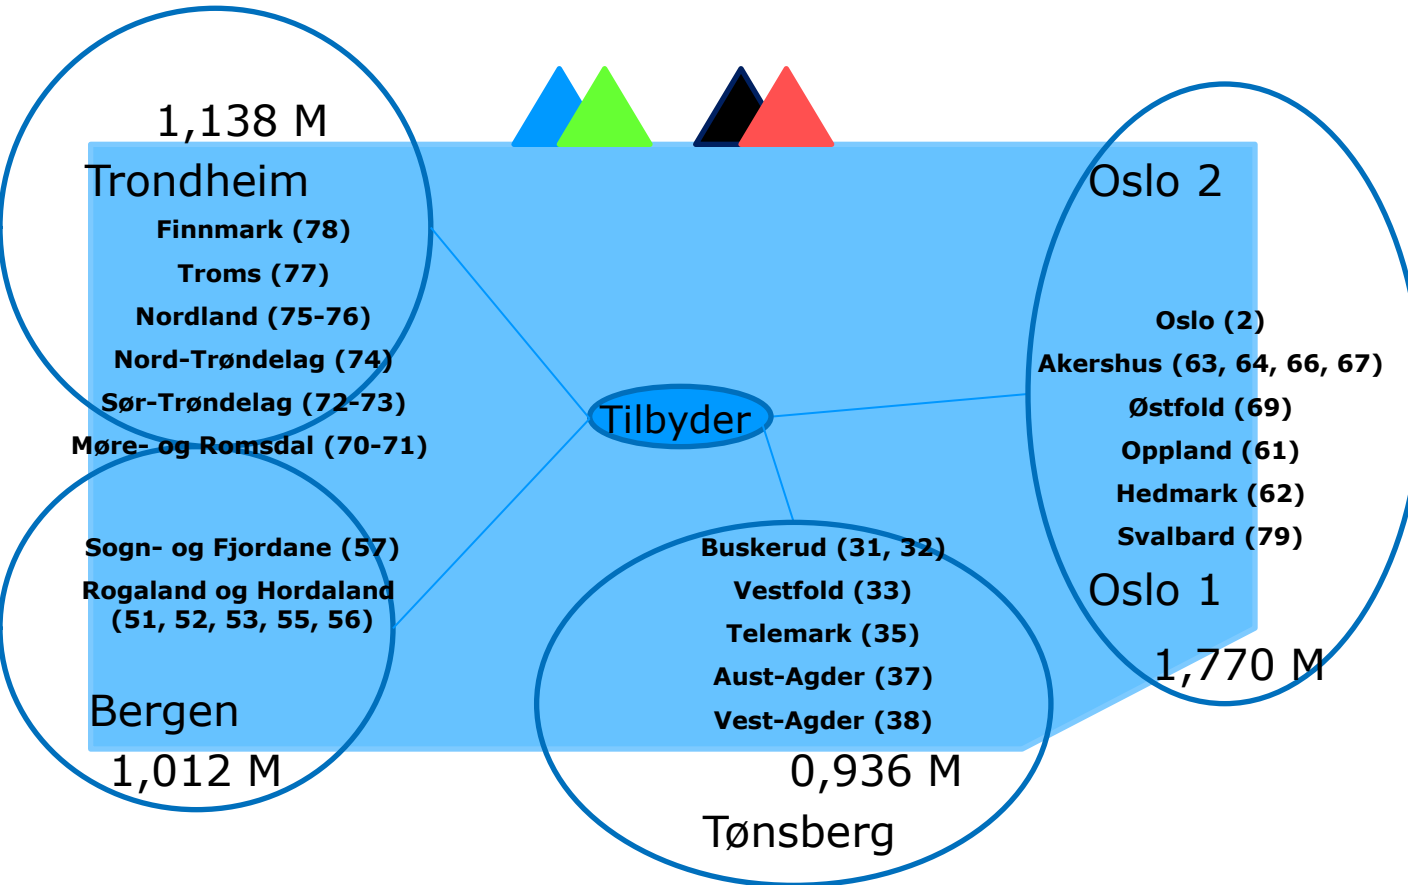 1,138 M
Trondheim
Finnmark (78)
Troms (77)
Nordland (75-76)
Nord-Trøndelag (74)
Sør-Trøndelag (72-73)
Møre- og Romsdal (70-71)
Sogn- og Fjordane (57)
Rogaland og Hordaland
(51, 52, 53, 55, 56)
Bergen
1,012 M
Tilbyder
Buskerud (31, 32)
Vestfold (33)
Telemark (35)
Aust-Agder (37)
Vest-Agder (38)
0,936 M
Tønsberg
Oslo 2
Oslo (2)
Akershus (63, 64, 66, 67)
Østfold (69)
Oppland (61)
Hedmark (62)
Svalbard (79)
Oslo 1
1,770 M